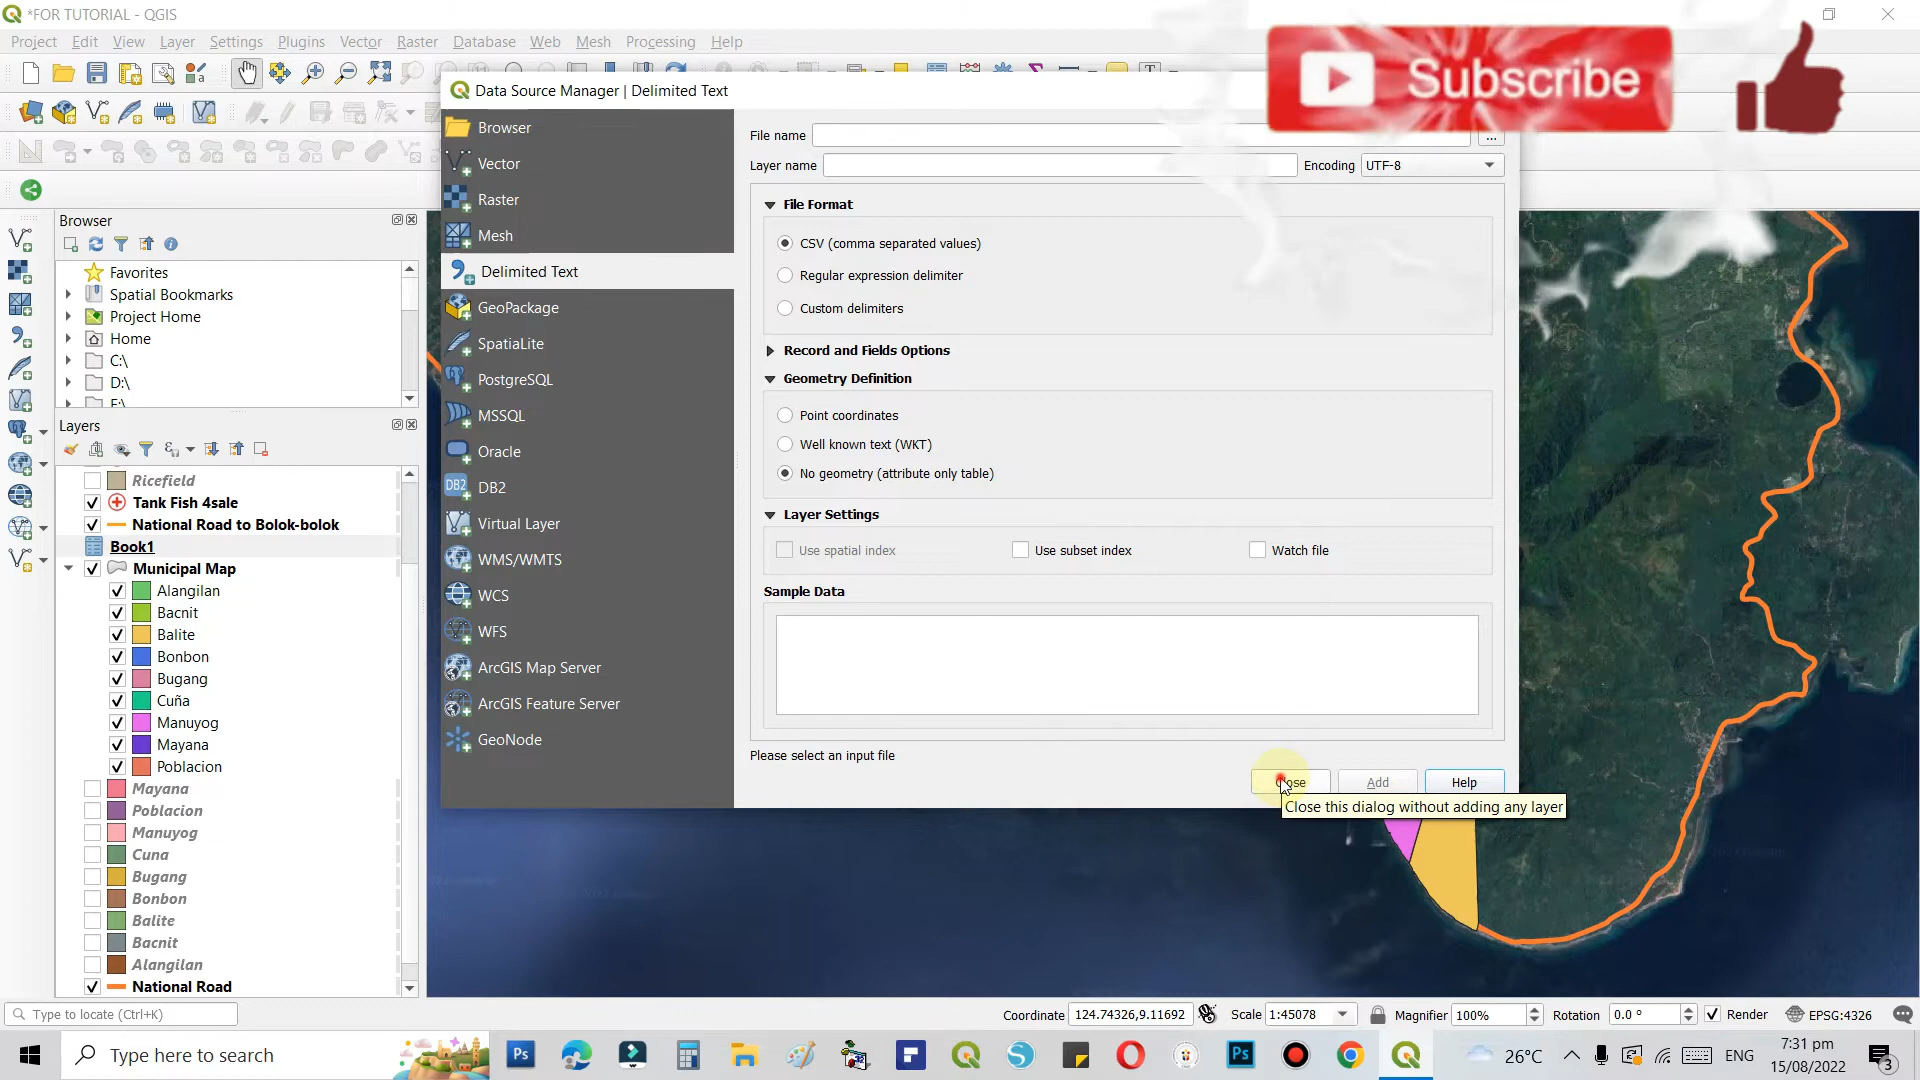 *FOR TUTORIAL - QGIS
Project Edit View Layer Settings Plugins Vector Raster Database Web Mesh Processing Help
Subscribe
Data Source Manager | Delimited Text
Browser
Vector
Raster
Mesh
Delimited Text
GeoPackage
SpatiaLite
PostgreSQL
MSSQL
Oracle
DB2
Virtual Layer
WMS/WMTS
WCS
WFS
ArcGIS Map Server
ArcGIS Feature Server
GeoNode
File name
...
Layer name
Encoding UTF-8
File Format
CSV (comma separated values)
Regular expression delimiter
Custom delimiters
Record and Fields Options
Geometry Definition
Point coordinates
Well known text (WKT)
No geometry (attribute only table)
Layer Settings
Use spatial index Use subset index Watch file
Sample Data
Please select an input file
Close Add Help
Close this dialog without adding any layer
Browser
Favorites
Spatial Bookmarks
Project Home
Home
C:\
D:\
Layers
Ricefield
Tank Fish 4sale
National Road to Bolok-bolok
Book1
Municipal Map
Alangilan
Bacnit
Balite
Bonbon
Bugang
Cuña
Manuyog
Mayana
Poblacion
Mayana
Poblacion
Manuyog
Cuna
Bugang
Bonbon
Balite
Bacnit
Alangilan
National Road
Type to locate (Ctrl+K)
Coordinate 124.74326,9.11692 Scale 1:45078 Magnifier 100% Rotation 0.0 ° Render EPSG:4326
Type here to search
26°C ENG
7:31 pm
15/08/2022
3